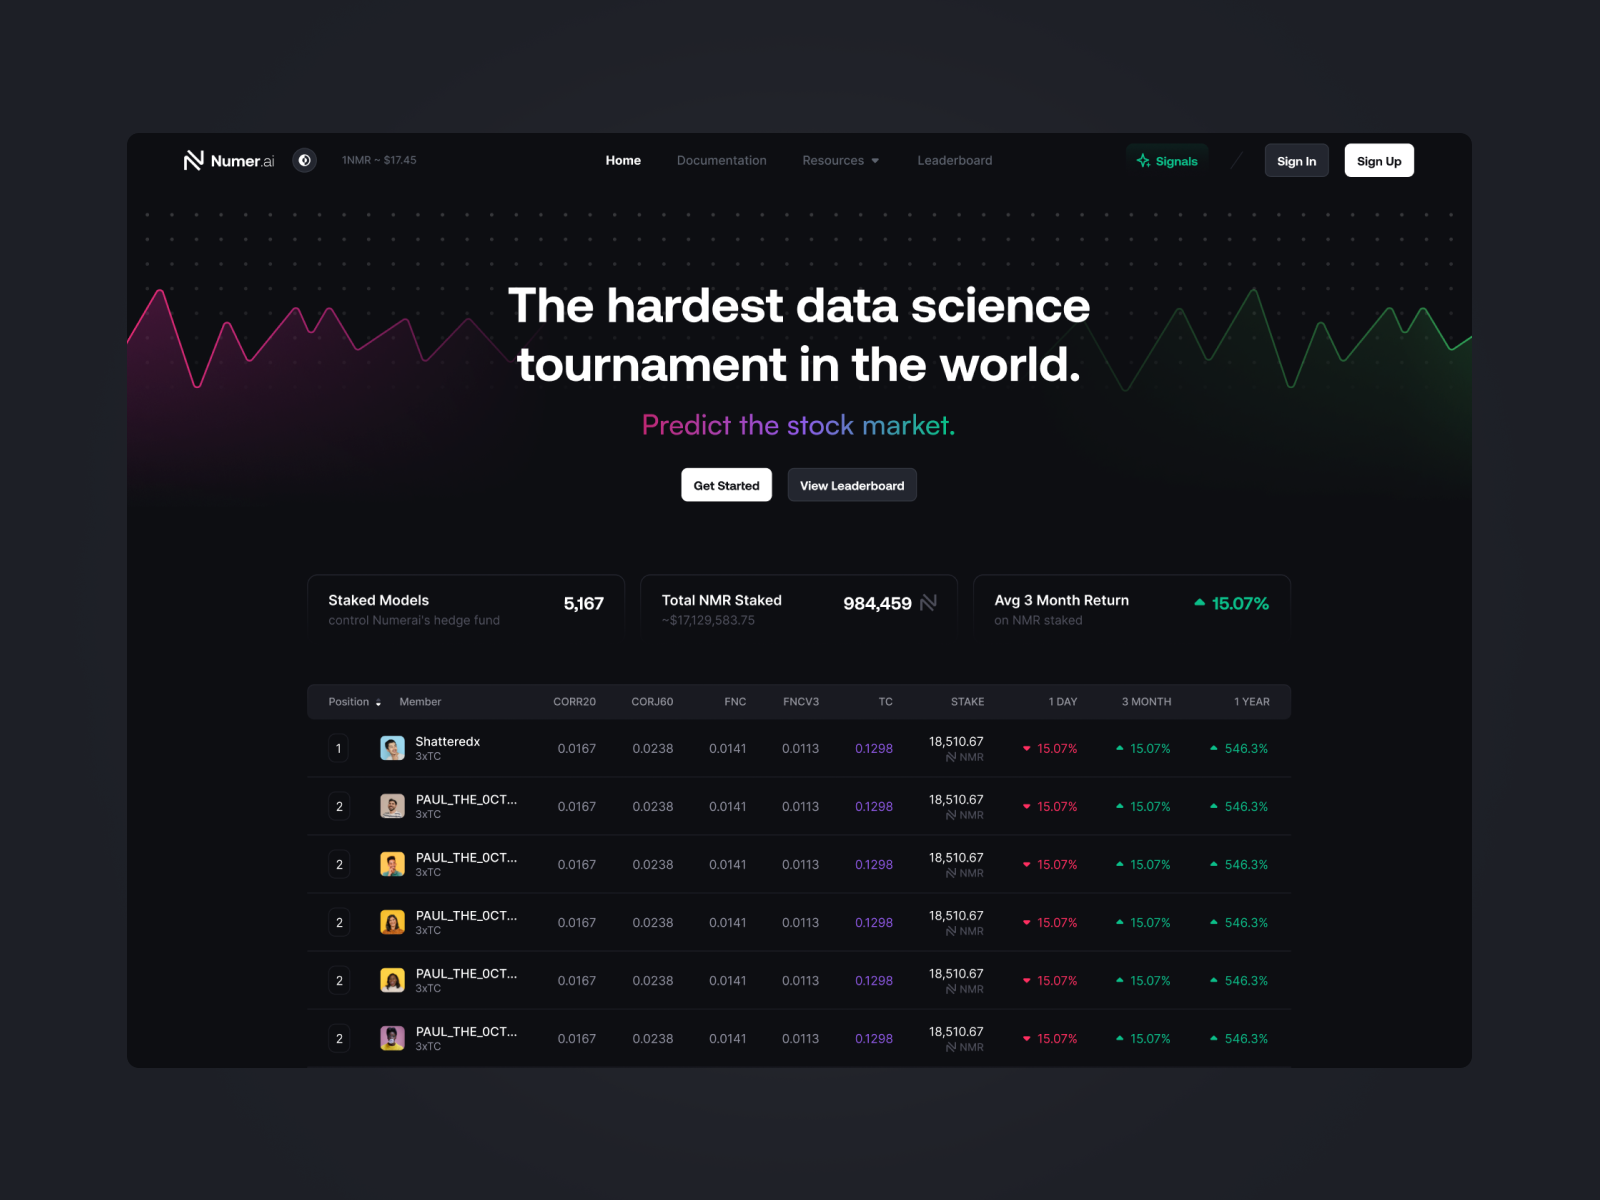 Numer.ai 1NMR ~ $17.45 Home Documentation Resources Leaderboard Signals Sign In Sign Up
The hardest data science
tournament in the world.
Predict the stock market.
Get Started View Leaderboard
Staked Models 5,167
control Numerai's hedge fund
Total NMR Staked 984,459
~$17,129,583.75
Avg 3 Month Return 15.07%
on NMR staked
Position Member CORR20 CORJ60 FNC FNCV3 TC STAKE 1 DAY 3 MONTH 1 YEAR
1 Shatteredx 0.0167 0.0238 0.0141 0.0113 0.1298 18,510.67 15.07% 15.07% 546.3%
3xTC NMR
2 PAUL_THE_0CT... 0.0167 0.0238 0.0141 0.0113 0.1298 18,510.67 15.07% 15.07% 546.3%
3xTC NMR
2 PAUL_THE_0CT... 0.0167 0.0238 0.0141 0.0113 0.1298 18,510.67 15.07% 15.07% 546.3%
3xTC NMR
2 PAUL_THE_0CT... 0.0167 0.0238 0.0141 0.0113 0.1298 18,510.67 15.07% 15.07% 546.3%
3xTC NMR
2 PAUL_THE_0CT... 0.0167 0.0238 0.0141 0.0113 0.1298 18,510.67 15.07% 15.07% 546.3%
3xTC NMR
2 PAUL_THE_0CT... 0.0167 0.0238 0.0141 0.0113 0.1298 18,510.67 15.07% 15.07% 546.3%
3xTC NMR